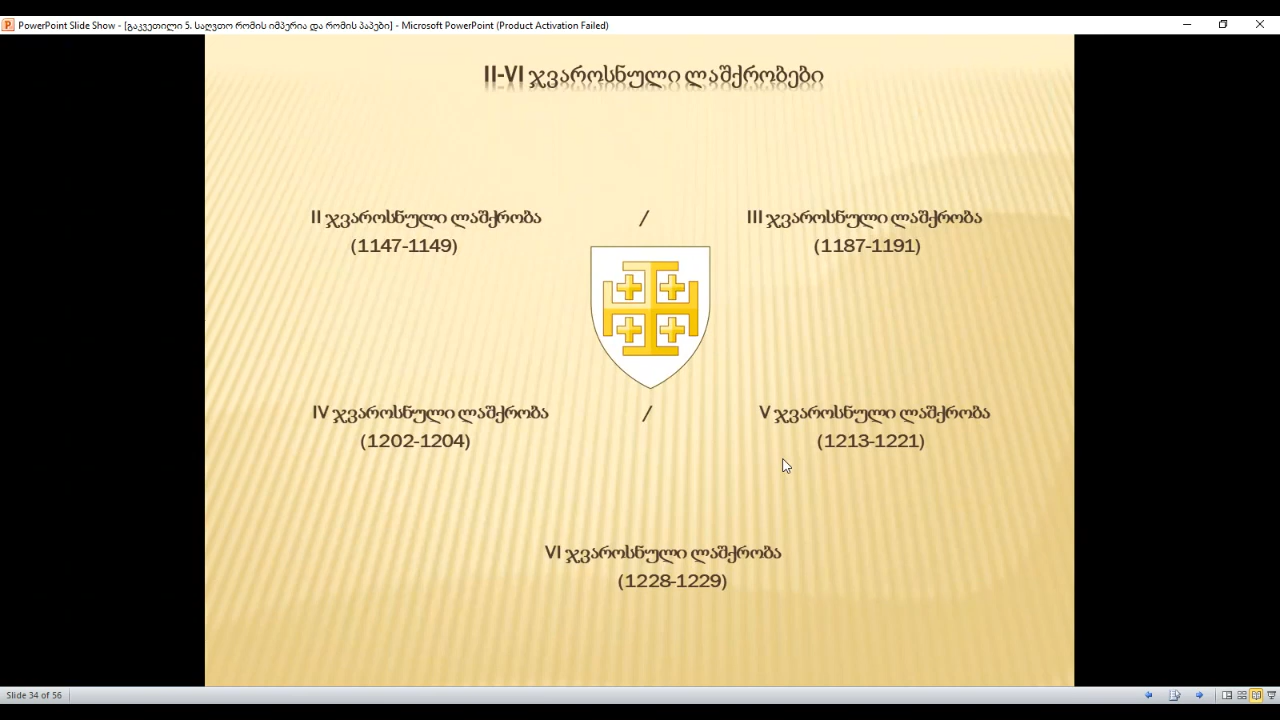 PowerPoint Slide Show - [გაკვეთილი 5. საღვთო რომის იმპერია და რომის პაპები] - Microsoft PowerPoint (Product Activation Failed)
II-VI ჯვაროსნული ლაშქრობები
II ჯვაროსნული ლაშქრობა / III ჯვაროსნული ლაშქრობა
(1147-1149) (1187-1191)
IV ჯვაროსნული ლაშქრობა / V ჯვაროსნული ლაშქრობა
(1202-1204) (1213-1221)
VI ჯვაროსნული ლაშქრობა
(1228-1229)
Slide 34 of 56